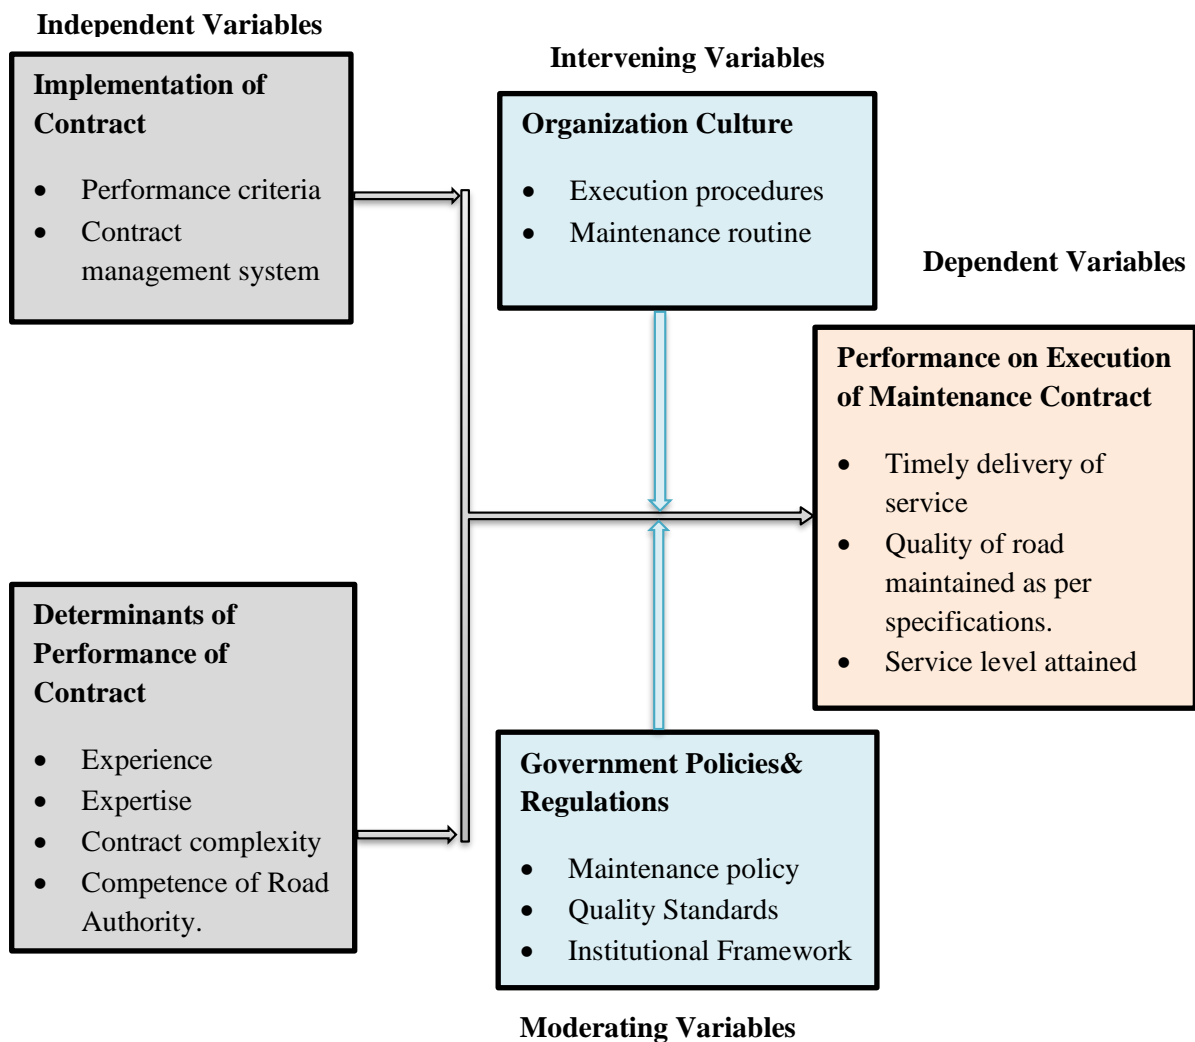 Independent Variables
Implementation of
Contract
• Performance criteria
• Contract
management system
Intervening Variables
Organization Culture
• Execution procedures
• Maintenance routine
Dependent Variables
Performance on Execution
of Maintenance Contract
• Timely delivery of
service
• Quality of road
maintained as per
specifications.
• Service level attained
Determinants of
Performance of
Contract
• Experience
• Expertise
• Contract complexity
• Competence of Road
Authority.
Government Policies&
Regulations
• Maintenance policy
• Quality Standards
• Institutional Framework
Moderating Variables